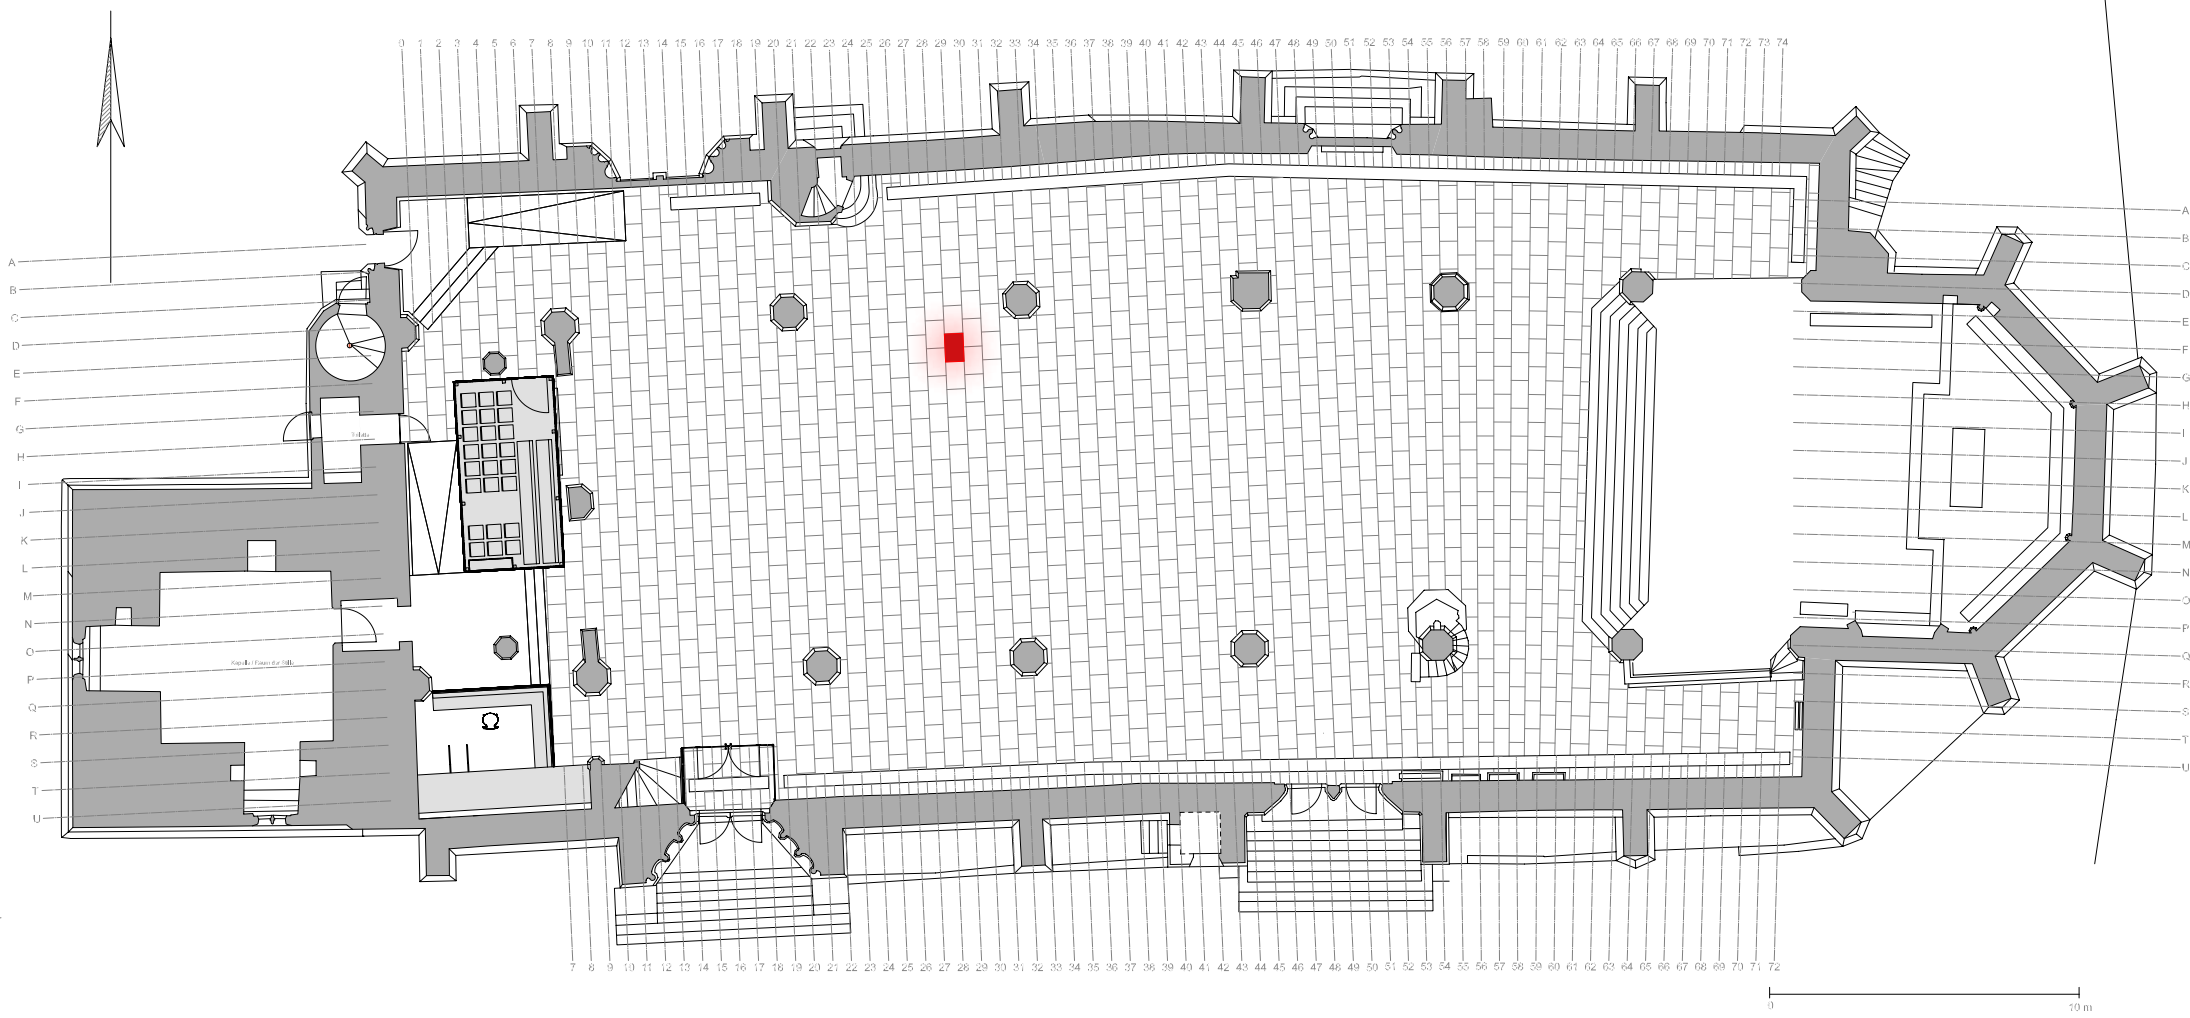 0 1 2 3 4 5 6 7 8 9 10 11 12 13 14 15 16 17 18 19 20 21 22 23 24 25 26 27 28 29 30 31 32 33 34 35 36 37 38 39 40 41 42 43 44 45 46 47 48 49 50 51 52 53 54 55 56 57 58 59 60 61 62 63 64 65 66 67 68 69 70 71 72 73 74
A
B
C
D
E
F
G
H
I
J
K
L
M
N
O
P
Q
R
S
T
U
Kapelle / Raum der Stille
A
B
C
D
E
F
G
H
I
J
K
L
M
N
O
P
Q
R
S
T
U
7 8 9 10 11 12 13 14 15 16 17 18 19 20 21 22 23 24 25 26 27 28 29 30 31 32 33 34 35 36 37 38 39 40 41 42 43 44 45 46 47 48 49 50 51 52 53 54 55 56 57 58 59 60 61 62 63 64 65 66 67 68 69 70 71 72
0 10 m